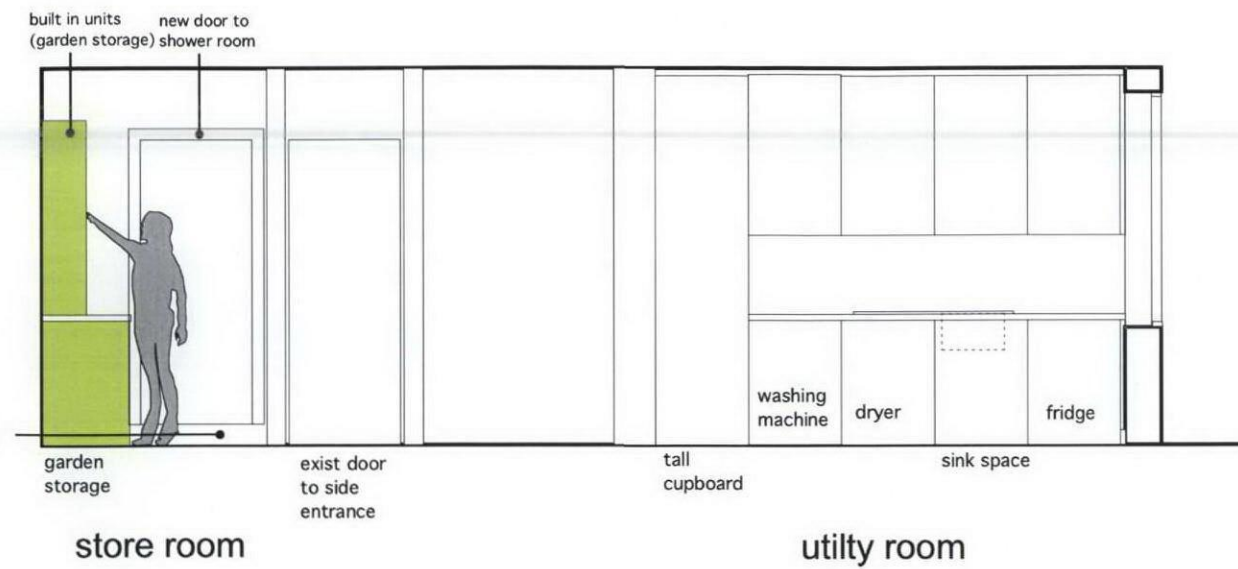 built in units
(garden storage)
new door to
shower room
washing
machine
dryer
fridge
garden
storage
exist door
to side
entrance
tall
cupboard
sink space
store room
utilty room